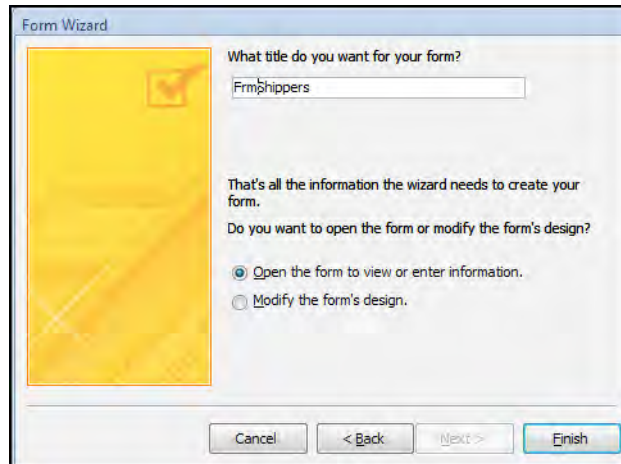 Form Wizard
What title do you want for your form?
FrmShippers
That's all the information the wizard needs to create your
form.
Do you want to open the form or modify the form's design?
Open the form to view or enter information.
Modify the form's design.
Cancel < Back Next > Finish